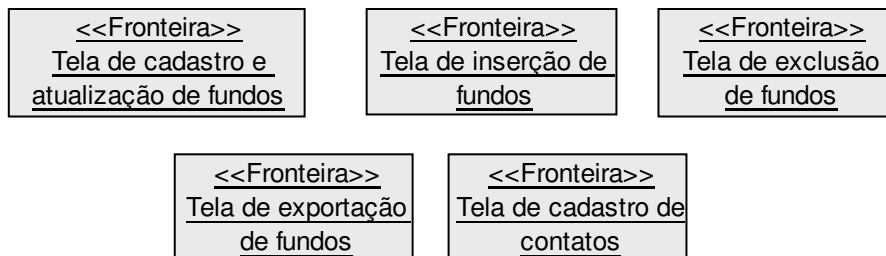 <<Fronteira>>
Tela de cadastro e
atualização de fundos
<<Fronteira>>
Tela de inserção de
fundos
<<Fronteira>>
Tela de exclusão
de fundos
<<Fronteira>>
Tela de exportação
de fundos
<<Fronteira>>
Tela de cadastro de
contatos